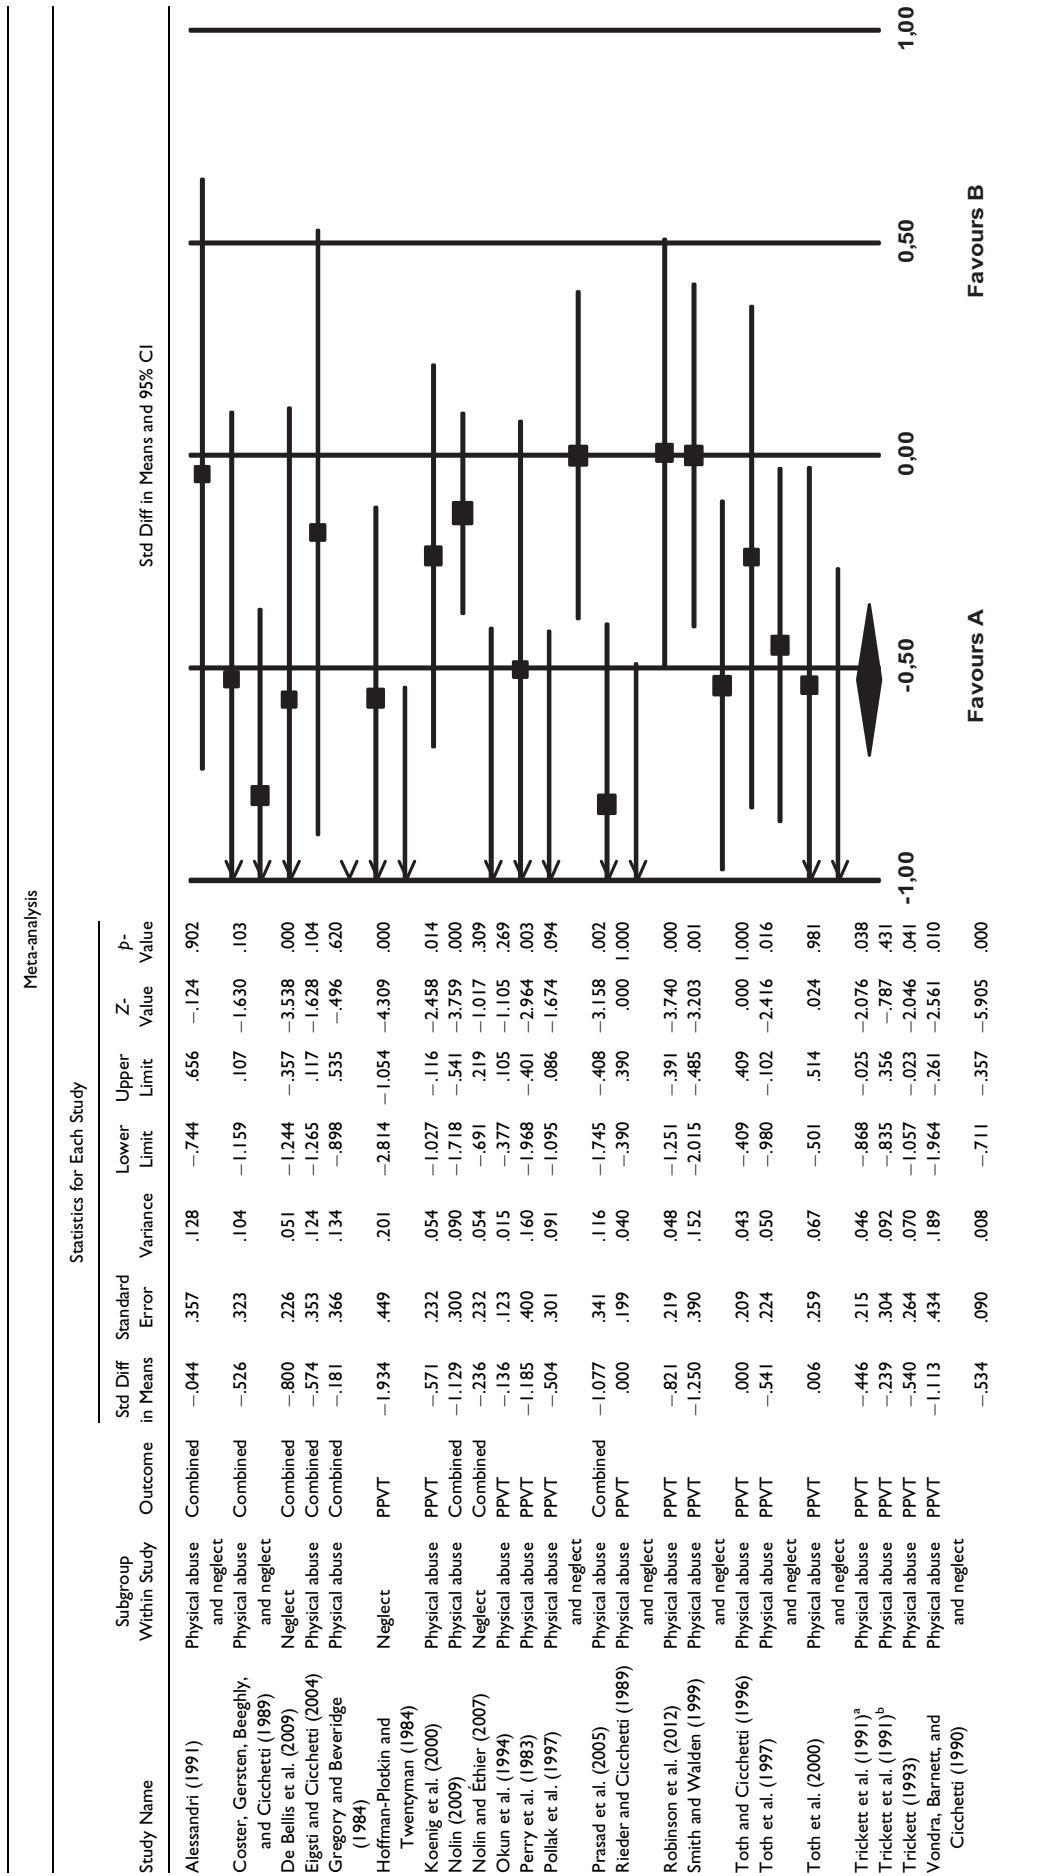 Meta-analysis
Statistics for Each Study
Std Diff in Means and 95% CI
Subgroup Std Diff Standard Lower Upper Z- p-
Study Name Within Study Outcome in Means Error Variance Limit Limit Value Value
Alessandri (1991) Physical abuse Combined −.044 .357 .128 −.744 .656 −.124 .902
and neglect
Coster, Gersten, Beeghly, Physical abuse Combined −.526 .323 .104 −1.159 .107 −1.630 .103
and Cicchetti (1989) and neglect
De Bellis et al. (2009) Neglect Combined −.800 .226 .051 −1.244 −.357 −3.538 .000
Eigsti and Cicchetti (2004) Physical abuse Combined −.574 .353 .124 −1.265 .117 −1.628 .104
Gregory and Beveridge Physical abuse Combined −.181 .366 .134 −.898 .535 −.496 .620
(1984)
Hoffman-Plotkin and Neglect PPVT −1.934 .449 .201 −2.814 −1.054 −4.309 .000
Twentyman (1984)
Koenig et al. (2000) Physical abuse PPVT −.571 .232 .054 −1.027 −.116 −2.458 .014
Nolin (2009) Physical abuse Combined −1.129 .300 .090 −1.718 −.541 −3.759 .000
Nolin and Éthier (2007) Neglect Combined −.236 .232 .054 −.691 .219 −1.017 .309
Okun et al. (1994) Physical abuse PPVT −.136 .123 .015 −.377 .105 −1.105 .269
Perry et al. (1983) Physical abuse PPVT −1.185 .400 .160 −1.968 −.401 −2.964 .003
Pollak et al. (1997) Physical abuse PPVT −.504 .301 .091 −1.095 .086 −1.674 .094
and neglect
Prasad et al. (2005) Physical abuse Combined −1.077 .341 .116 −1.745 −.408 −3.158 .002
Rieder and Cicchetti (1989) Physical abuse PPVT .000 .199 .040 −.390 .390 .000 1.000
and neglect
Robinson et al. (2012) Physical abuse PPVT −.821 .219 .048 −1.251 −.391 −3.740 .000
Smith and Walden (1999) Physical abuse PPVT −1.250 .390 .152 −2.015 −.485 −3.203 .001
and neglect
Toth and Cicchetti (1996) Physical abuse PPVT .000 .209 .043 −.409 .409 .000 1.000
Toth et al. (1997) Physical abuse PPVT −.541 .224 .050 −.980 −.102 −2.416 .016
and neglect
Toth et al. (2000) Physical abuse PPVT .006 .259 .067 −.501 .514 .024 .981
and neglect
Trickett et al. (1991)a Physical abuse PPVT −.446 .215 .046 −.868 −.025 −2.076 .038
Trickett et al. (1991)b Physical abuse PPVT −.239 .304 .092 −.835 .356 −.787 .431
Trickett (1993) Physical abuse PPVT −.540 .264 .070 −1.057 −.023 −2.046 .041
Vondra, Barnett, and Physical abuse PPVT −1.113 .434 .189 −1.964 −.261 −2.561 .010
Cicchetti (1990) and neglect
−.534 .090 .008 −.711 −.357 −5.905 .000
-1,00 -0,50 0,00 0,50 1,00
Favours A Favours B